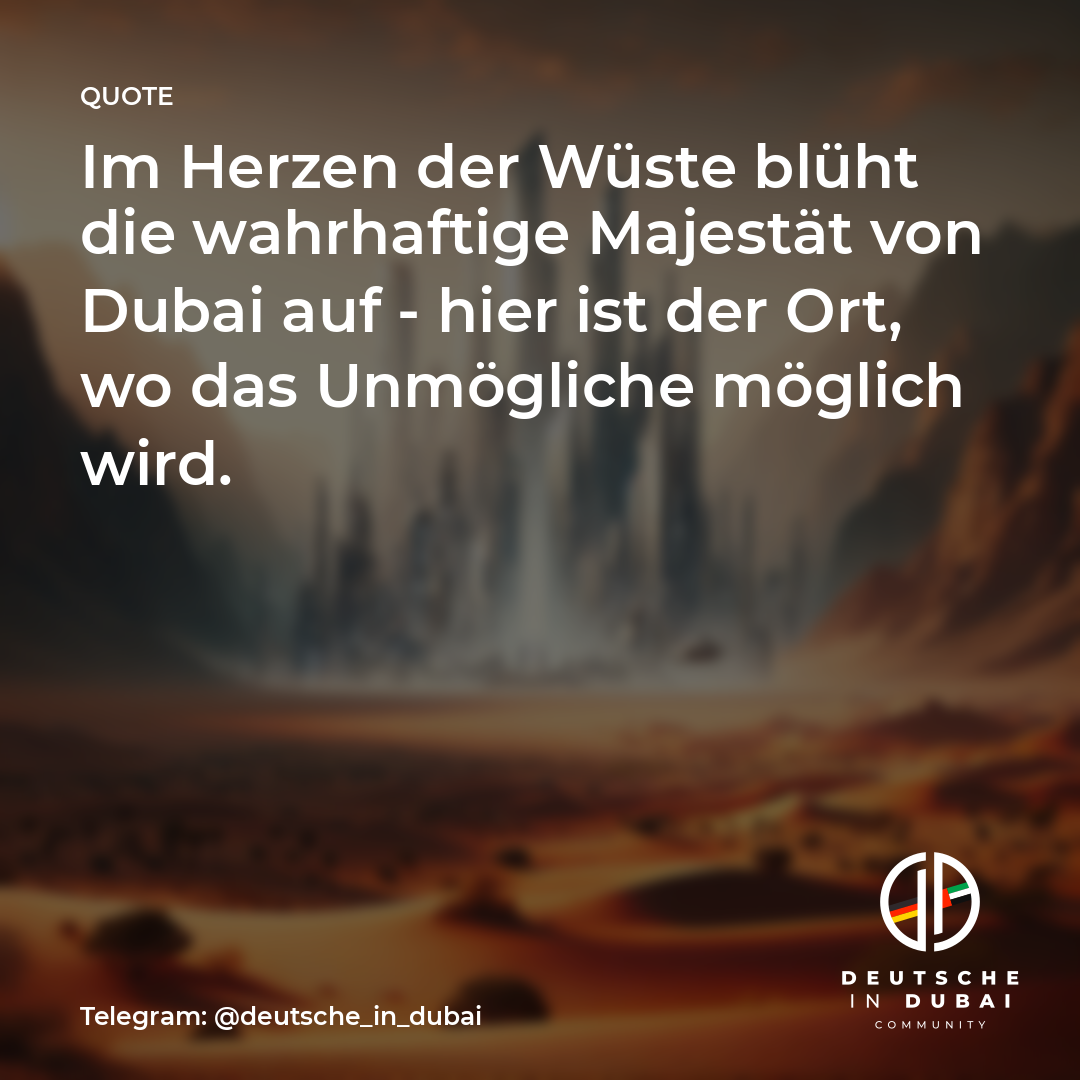 QUOTE
Im Herzen der Wüste blüht
die wahrhaftige Majestät von
Dubai auf - hier ist der Ort,
wo das Unmögliche möglich
wird.
DEUTSCHE
IN DUBAI
COMMUNITY
Telegram: @deutsche_in_dubai